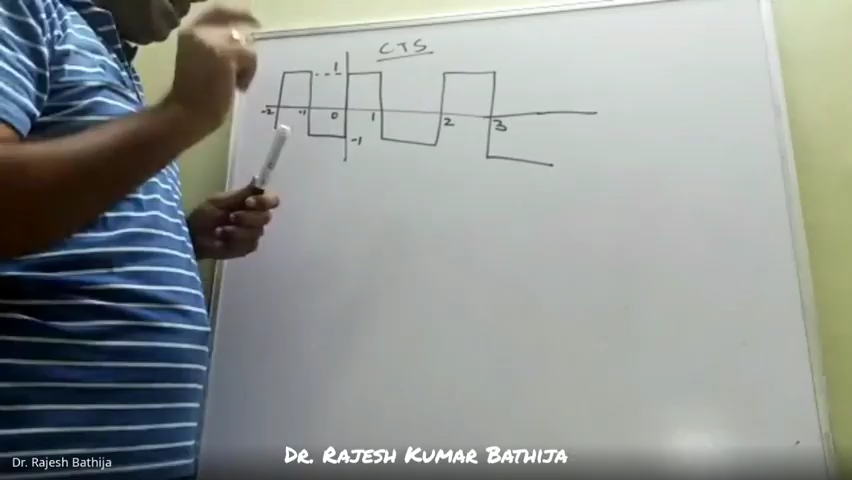 CTS
1
-2 -1 0 1 2 3
-1
Dr. Rajesh Kumar Bathija
Dr. Rajesh Bathija